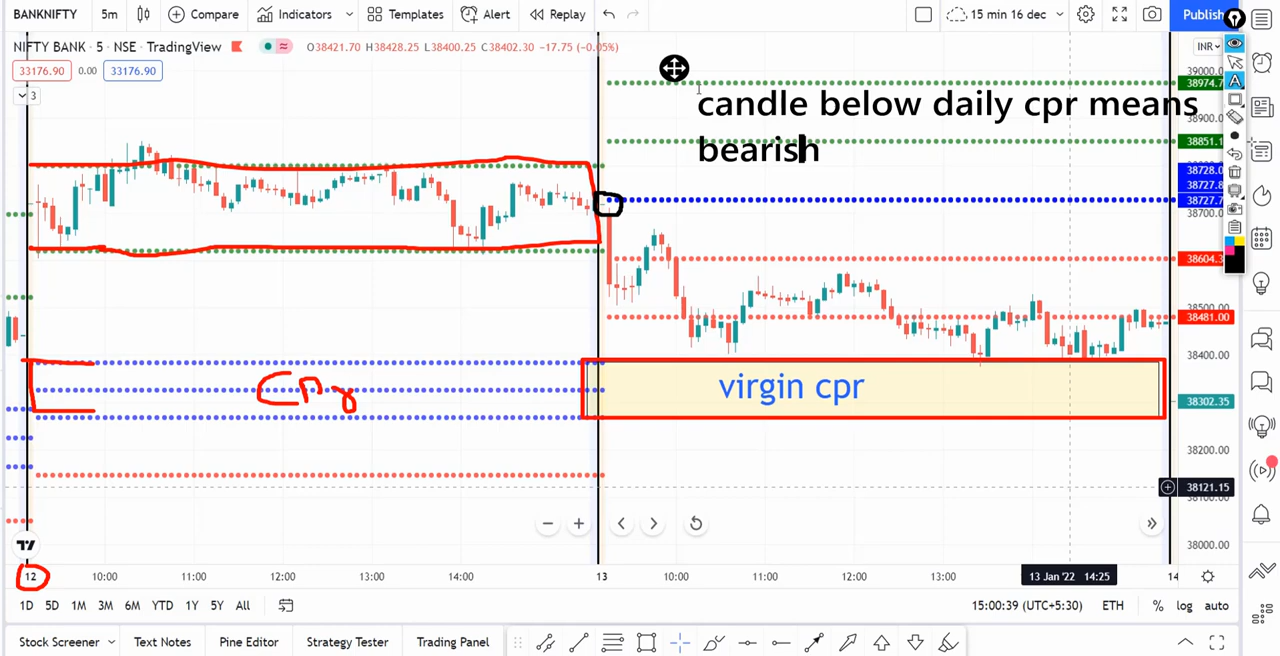 BANKNIFTY 5m Compare Indicators Templates Alert Replay 15 min 16 dec Publish
NIFTY BANK · 5 · NSE · TradingView O38421.70 H38428.25 L38400.25 C38402.30 -17.75 (-0.05%) INR
33176.90 0.00 33176.90
3
candle below daily cpr means
bearish
39000.0
38974.7
38900.0
38851.1
38728.0
38727.8
38727.7
38700.00
38604.3
38500.00
38481.00
38400.00
38302.35
38200.00
38121.15
38000.00
CPr
virgin cpr
12 10:00 11:00 12:00 13:00 14:00 13 10:00 11:00 12:00 13:00 13 Jan '22 14:25 14
1D 5D 1M 3M 6M YTD 1Y 5Y All 15:00:39 (UTC+5:30) ETH % log auto
Stock Screener Text Notes Pine Editor Strategy Tester Trading Panel